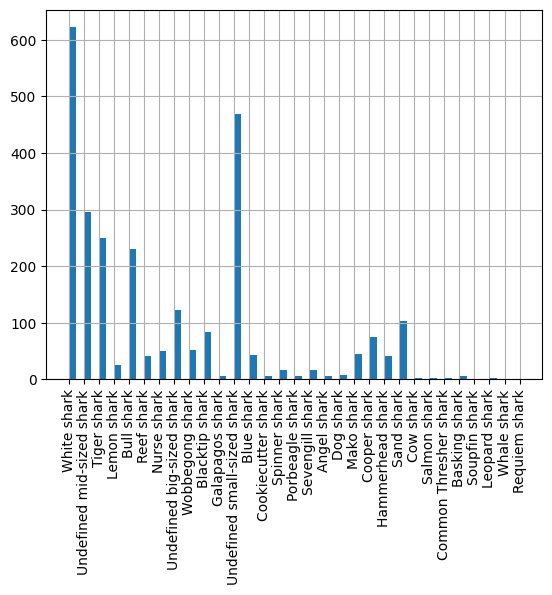 600
500
400
300
200
100
0
White shark
Undefined mid-sized shark
Tiger shark
Lemon shark
Bull shark
Reef shark
Nurse shark
Undefined big-sized shark
Wobbegong shark
Blacktip shark
Galapagos shark
Undefined small-sized shark
Blue shark
Cookiecutter shark
Spinner shark
Porbeagle shark
Sevengill shark
Angel shark
Dog shark
Mako shark
Cooper shark
Hammerhead shark
Sand shark
Cow shark
Salmon shark
Common Thresher shark
Basking shark
Soupfin shark
Leopard shark
Whale shark
Requiem shark